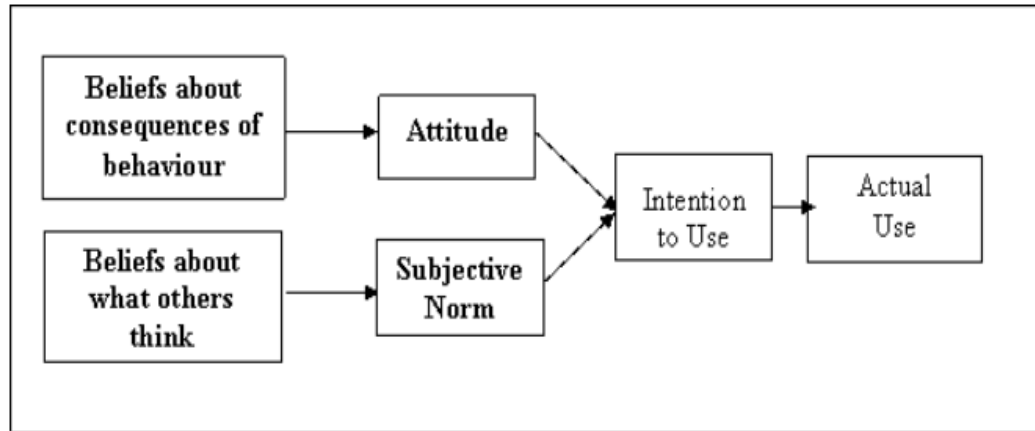 Beliefs about
consequences of
behaviour
Attitude
Beliefs about
what others
think
Subjective
Norm
Intention
to Use
Actual
Use